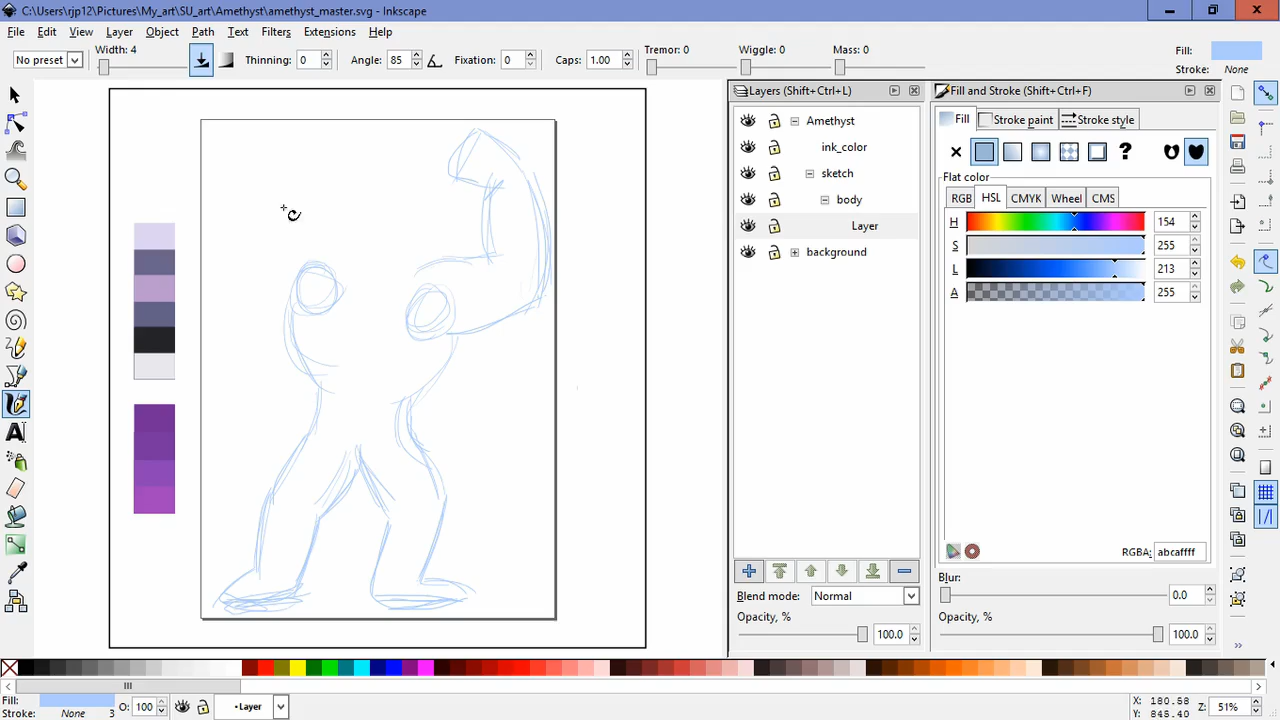 C:\Users\rjp12\Pictures\My_art\SU_art\Amethyst\amethyst_master.svg - Inkscape
File Edit View Layer Object Path Text Filters Extensions Help
No preset Width: 4 Thinning: 0 Angle: 85 Fixation: 0 Caps: 1.00 Tremor: 0 Wiggle: 0 Mass: 0 Fill:
Stroke: None
Layers (Shift+Ctrl+L)
Amethyst
ink_color
sketch
body
Layer
background
Blend mode: Normal
Opacity, % 100.0
Fill and Stroke (Shift+Ctrl+F)
Fill Stroke paint Stroke style
Flat color
RGB HSL CMYK Wheel CMS
H 154
S 255
L 213
A 255
RGBA: abcaffff
Blur:
0.0
Opacity, %
100.0
Fill: O: 100 Layer X: 180.58 Z: 51%
Stroke: None 3 Y: 845.40